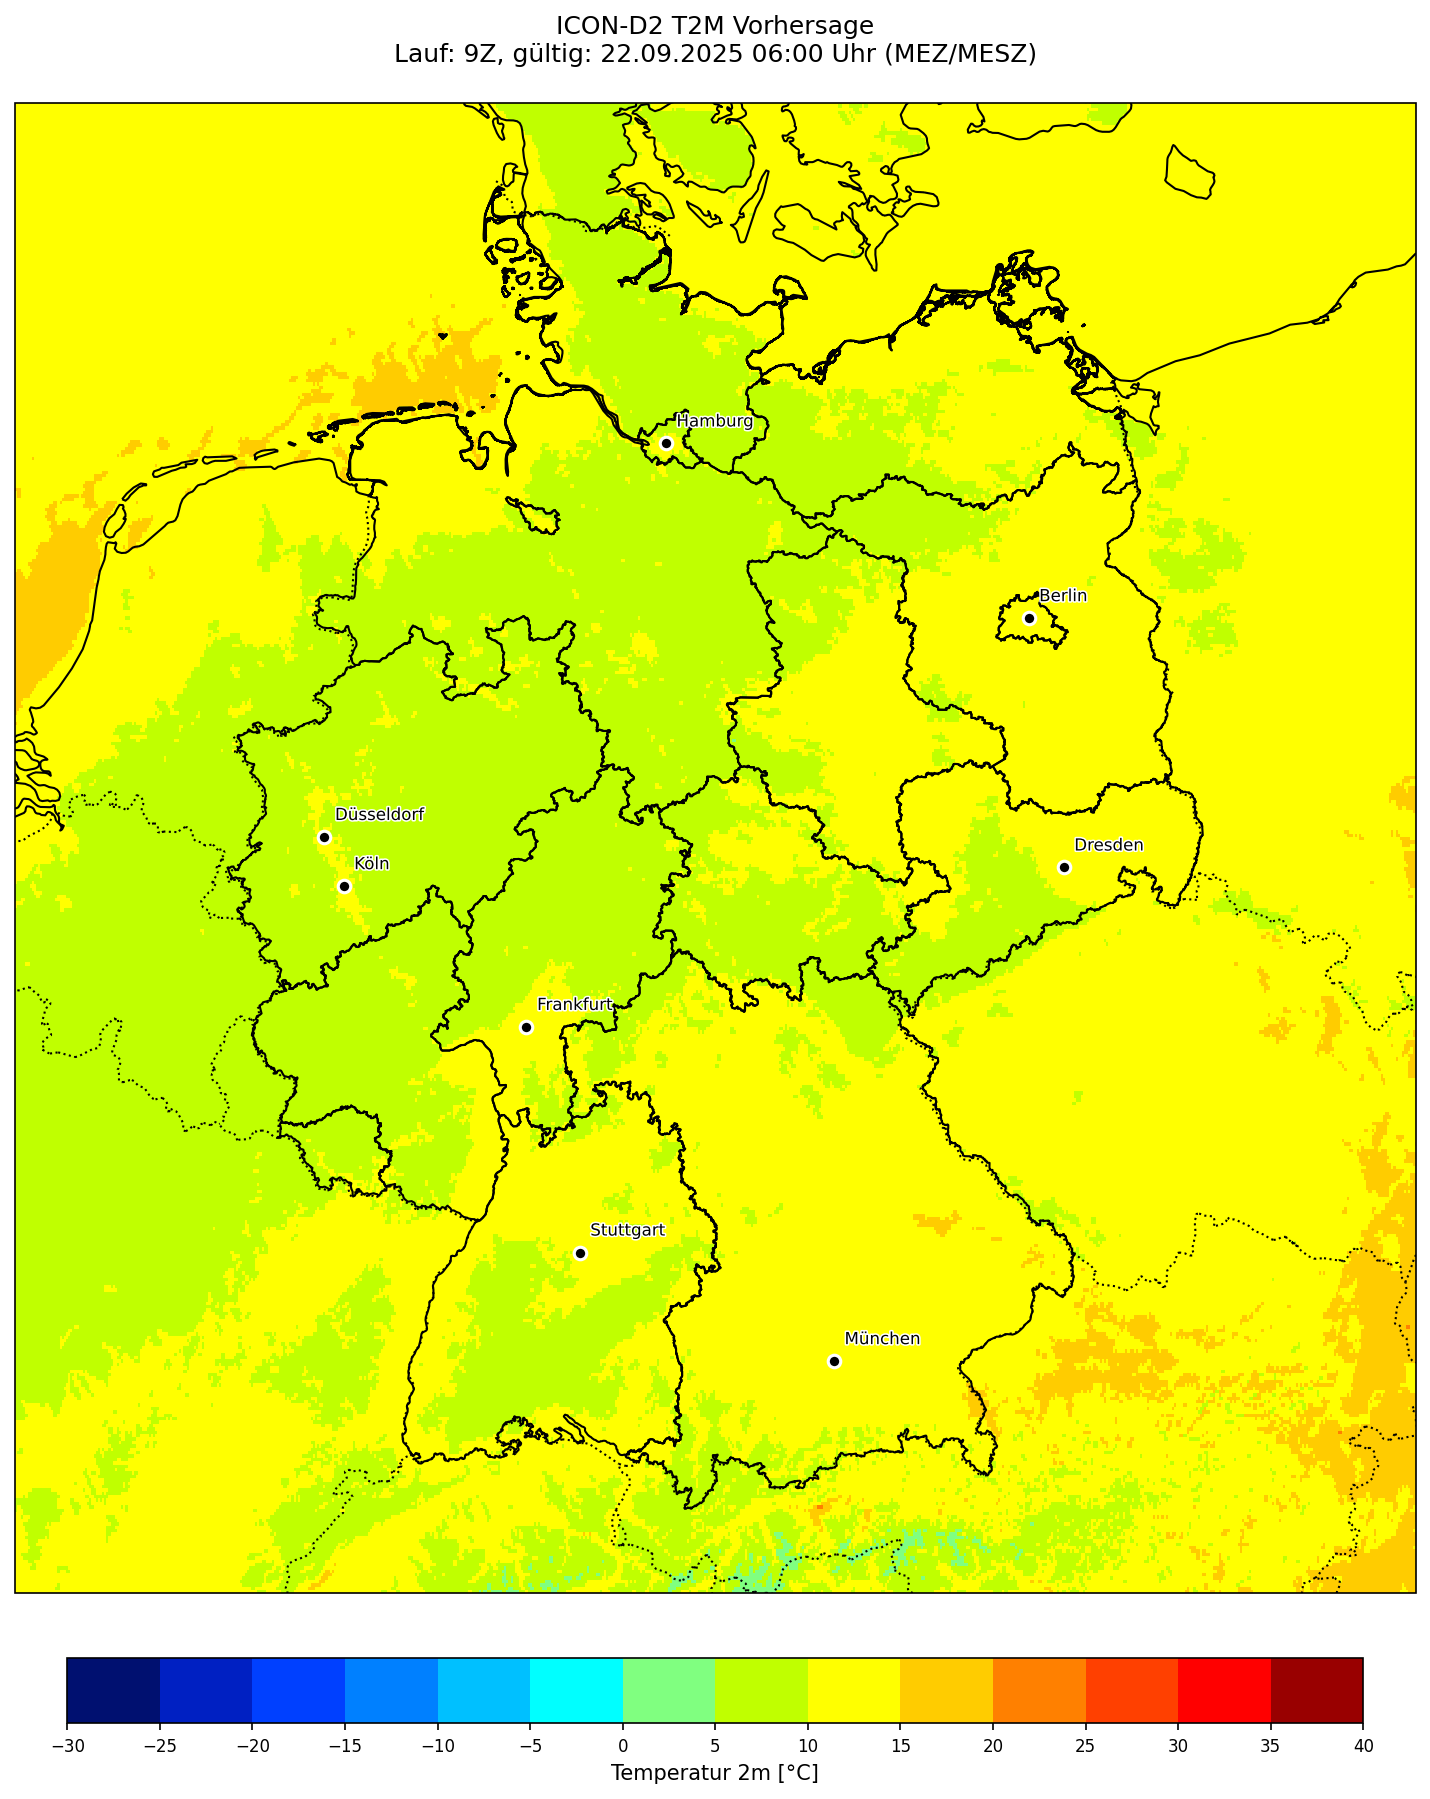 ICON-D2 T2M Vorhersage
Lauf: 9Z, gültig: 22.09.2025 06:00 Uhr (MEZ/MESZ)
Hamburg
Berlin
Düsseldorf
Dresden
Köln
Frankfurt
Stuttgart
München
−30 −25 −20 −15 −10 −5 0 5 10 15 20 25 30 35 40
Temperatur 2m [°C]